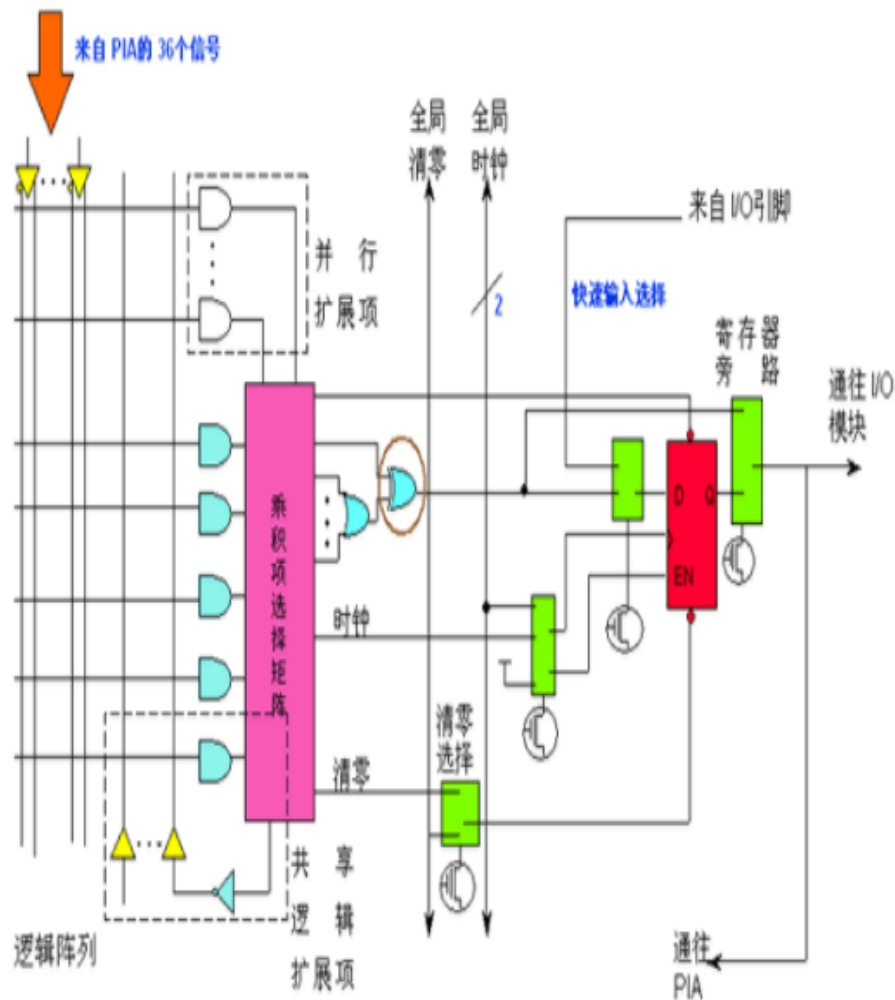 来自 PIA的 36个信号
全局
清零
全局
时钟
来自 I/O引脚
并 行
扩展项
2
快速输入选择
寄存器
旁 路
通往 I/O
模块
乘积项选择矩阵
D
Q
EN
时钟
清零
选择
清零
共 享
逻 辑
扩展项
逻辑阵列
通往
PIA